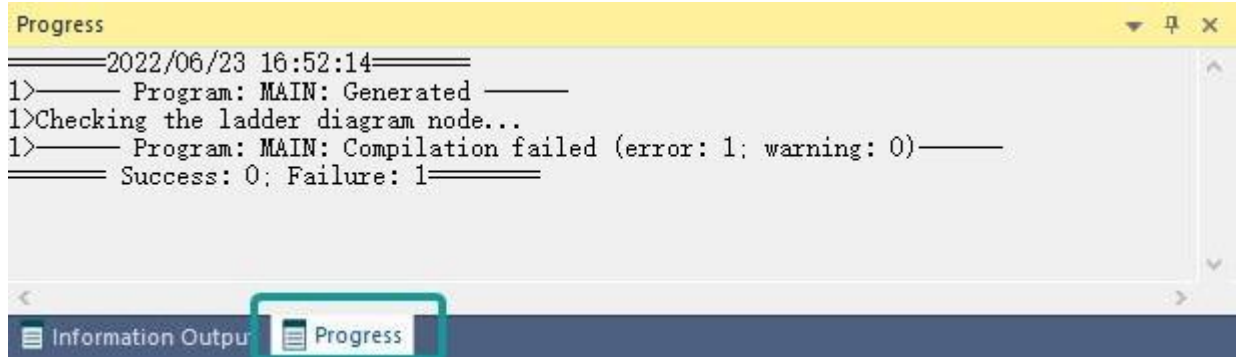 Progress
======2022/06/23 16:52:14======
1>------ Program: MAIN: Generated ------
1>Checking the ladder diagram node...
1>------ Program: MAIN: Compilation failed (error: 1; warning: 0)------
====== Success: 0; Failure: 1=======
Information Outpu
Progress